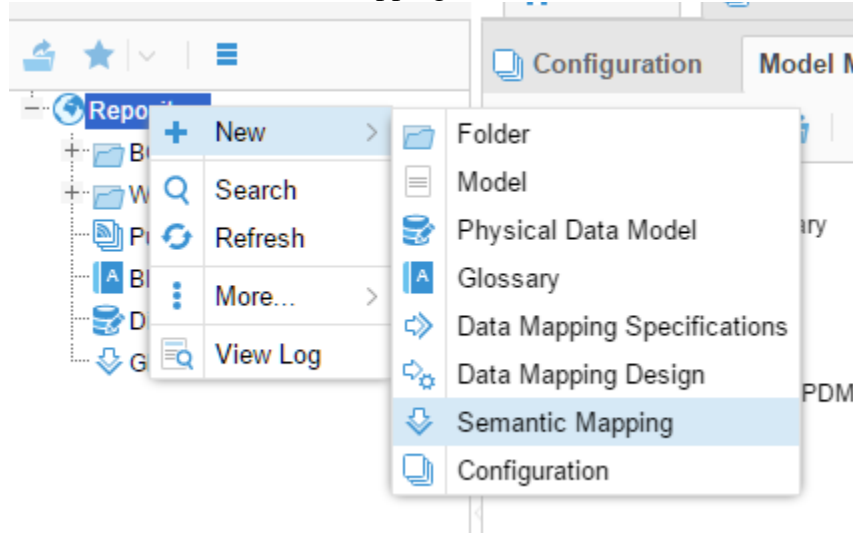 Configuration
Model M
Repo
New
Folder
Search
Model
Refresh
Physical Data Model
ary
Glossary
More...
Data Mapping Specifications
View Log
Data Mapping Design
PDM
Semantic Mapping
Configuration
B
W
P
A B
D
G
A